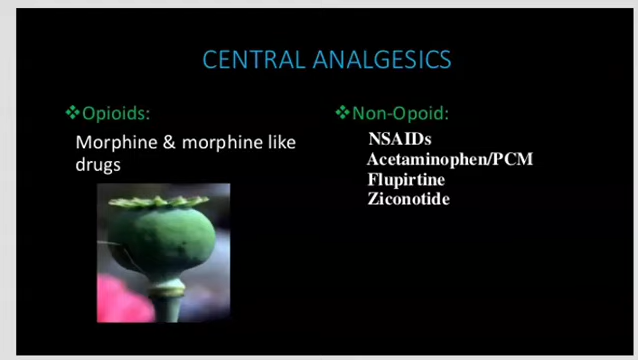 CENTRAL ANALGESICS
❖Opioids:
Morphine & morphine like
drugs
❖Non-Opoid:
NSAIDs
Acetaminophen/PCM
Flupirtine
Ziconotide